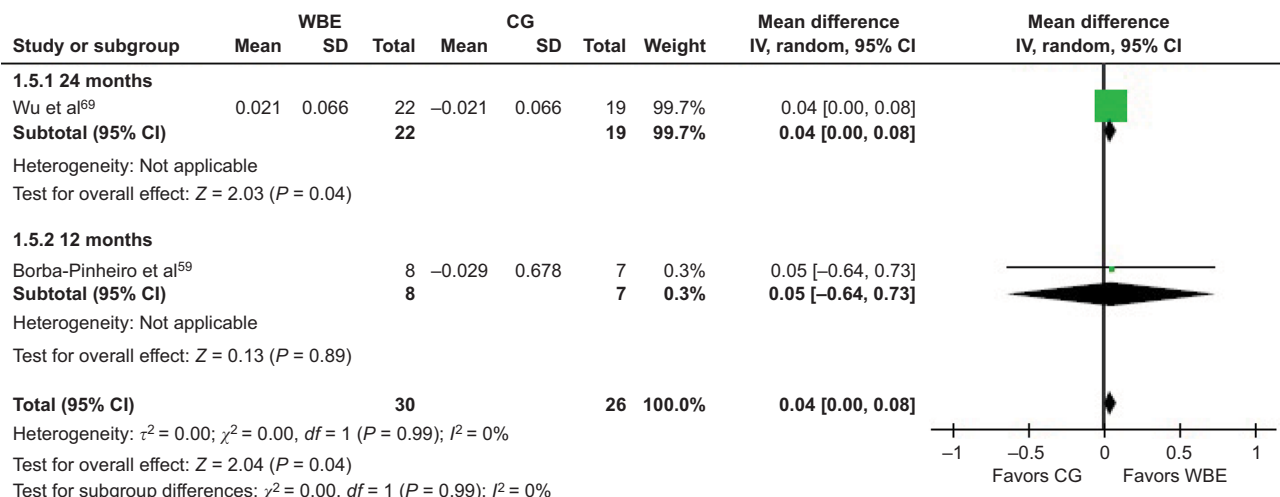 WBE CG Mean difference Mean difference
Study or subgroup Mean SD Total Mean SD Total Weight IV, random, 95% CI IV, random, 95% CI
1.5.1 24 months
Wu et al69 0.021 0.066 22 –0.021 0.066 19 99.7% 0.04 [0.00, 0.08]
Subtotal (95% CI) 22 19 99.7% 0.04 [0.00, 0.08]
Heterogeneity: Not applicable
Test for overall effect: Z = 2.03 (P = 0.04)
1.5.2 12 months
Borba-Pinheiro et al59 8 –0.029 0.678 7 0.3% 0.05 [–0.64, 0.73]
Subtotal (95% CI) 8 7 0.3% 0.05 [–0.64, 0.73]
Heterogeneity: Not applicable
Test for overall effect: Z = 0.13 (P = 0.89)
Total (95% CI) 30 26 100.0% 0.04 [0.00, 0.08]
Heterogeneity: τ2 = 0.00; χ2 = 0.00, df = 1 (P = 0.99); I2 = 0%
Test for overall effect: Z = 2.04 (P = 0.04)
Test for subgroup differences: χ2 = 0.00, df = 1 (P = 0.99); I2 = 0%
–1 –0.5 0 0.5 1
Favors CG Favors WBE